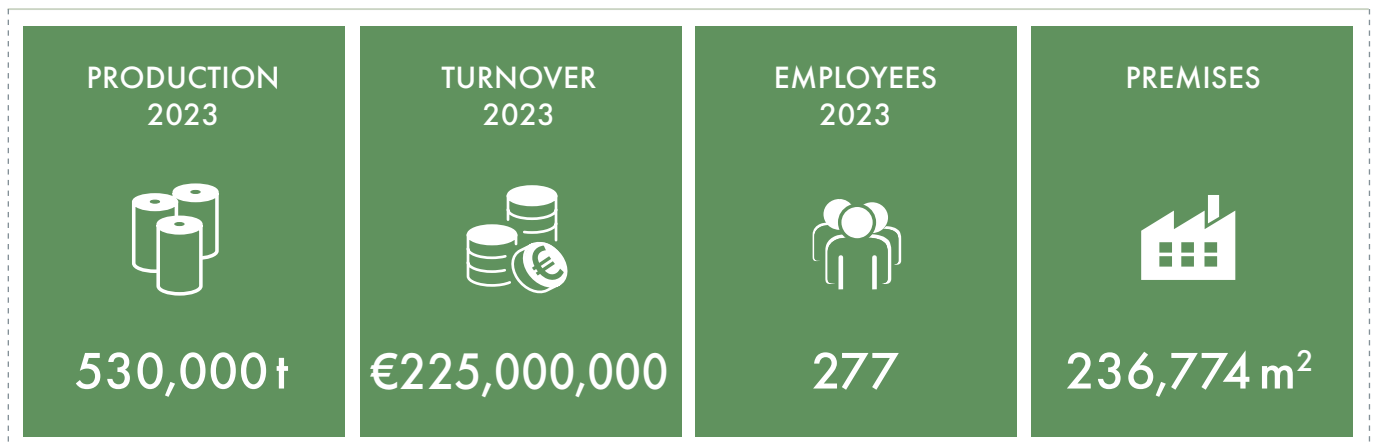 PRODUCTION
2023
530,000 t
TURNOVER
2023
€
€225,000,000
EMPLOYEES
2023
277
PREMISES
236,774 m²